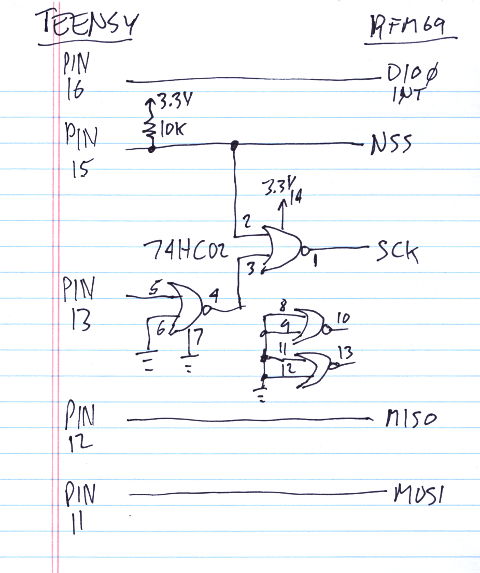 TEENSY RFM69
PIN 16 DIOØ INT
3.3V
10K
PIN 15 NSS
3.3V
14
2
74HC02
3
1
SCK
PIN 13
5
4
6
7
8
10
9
11
13
12
PIN 12 MISO
PIN 11 MOSI